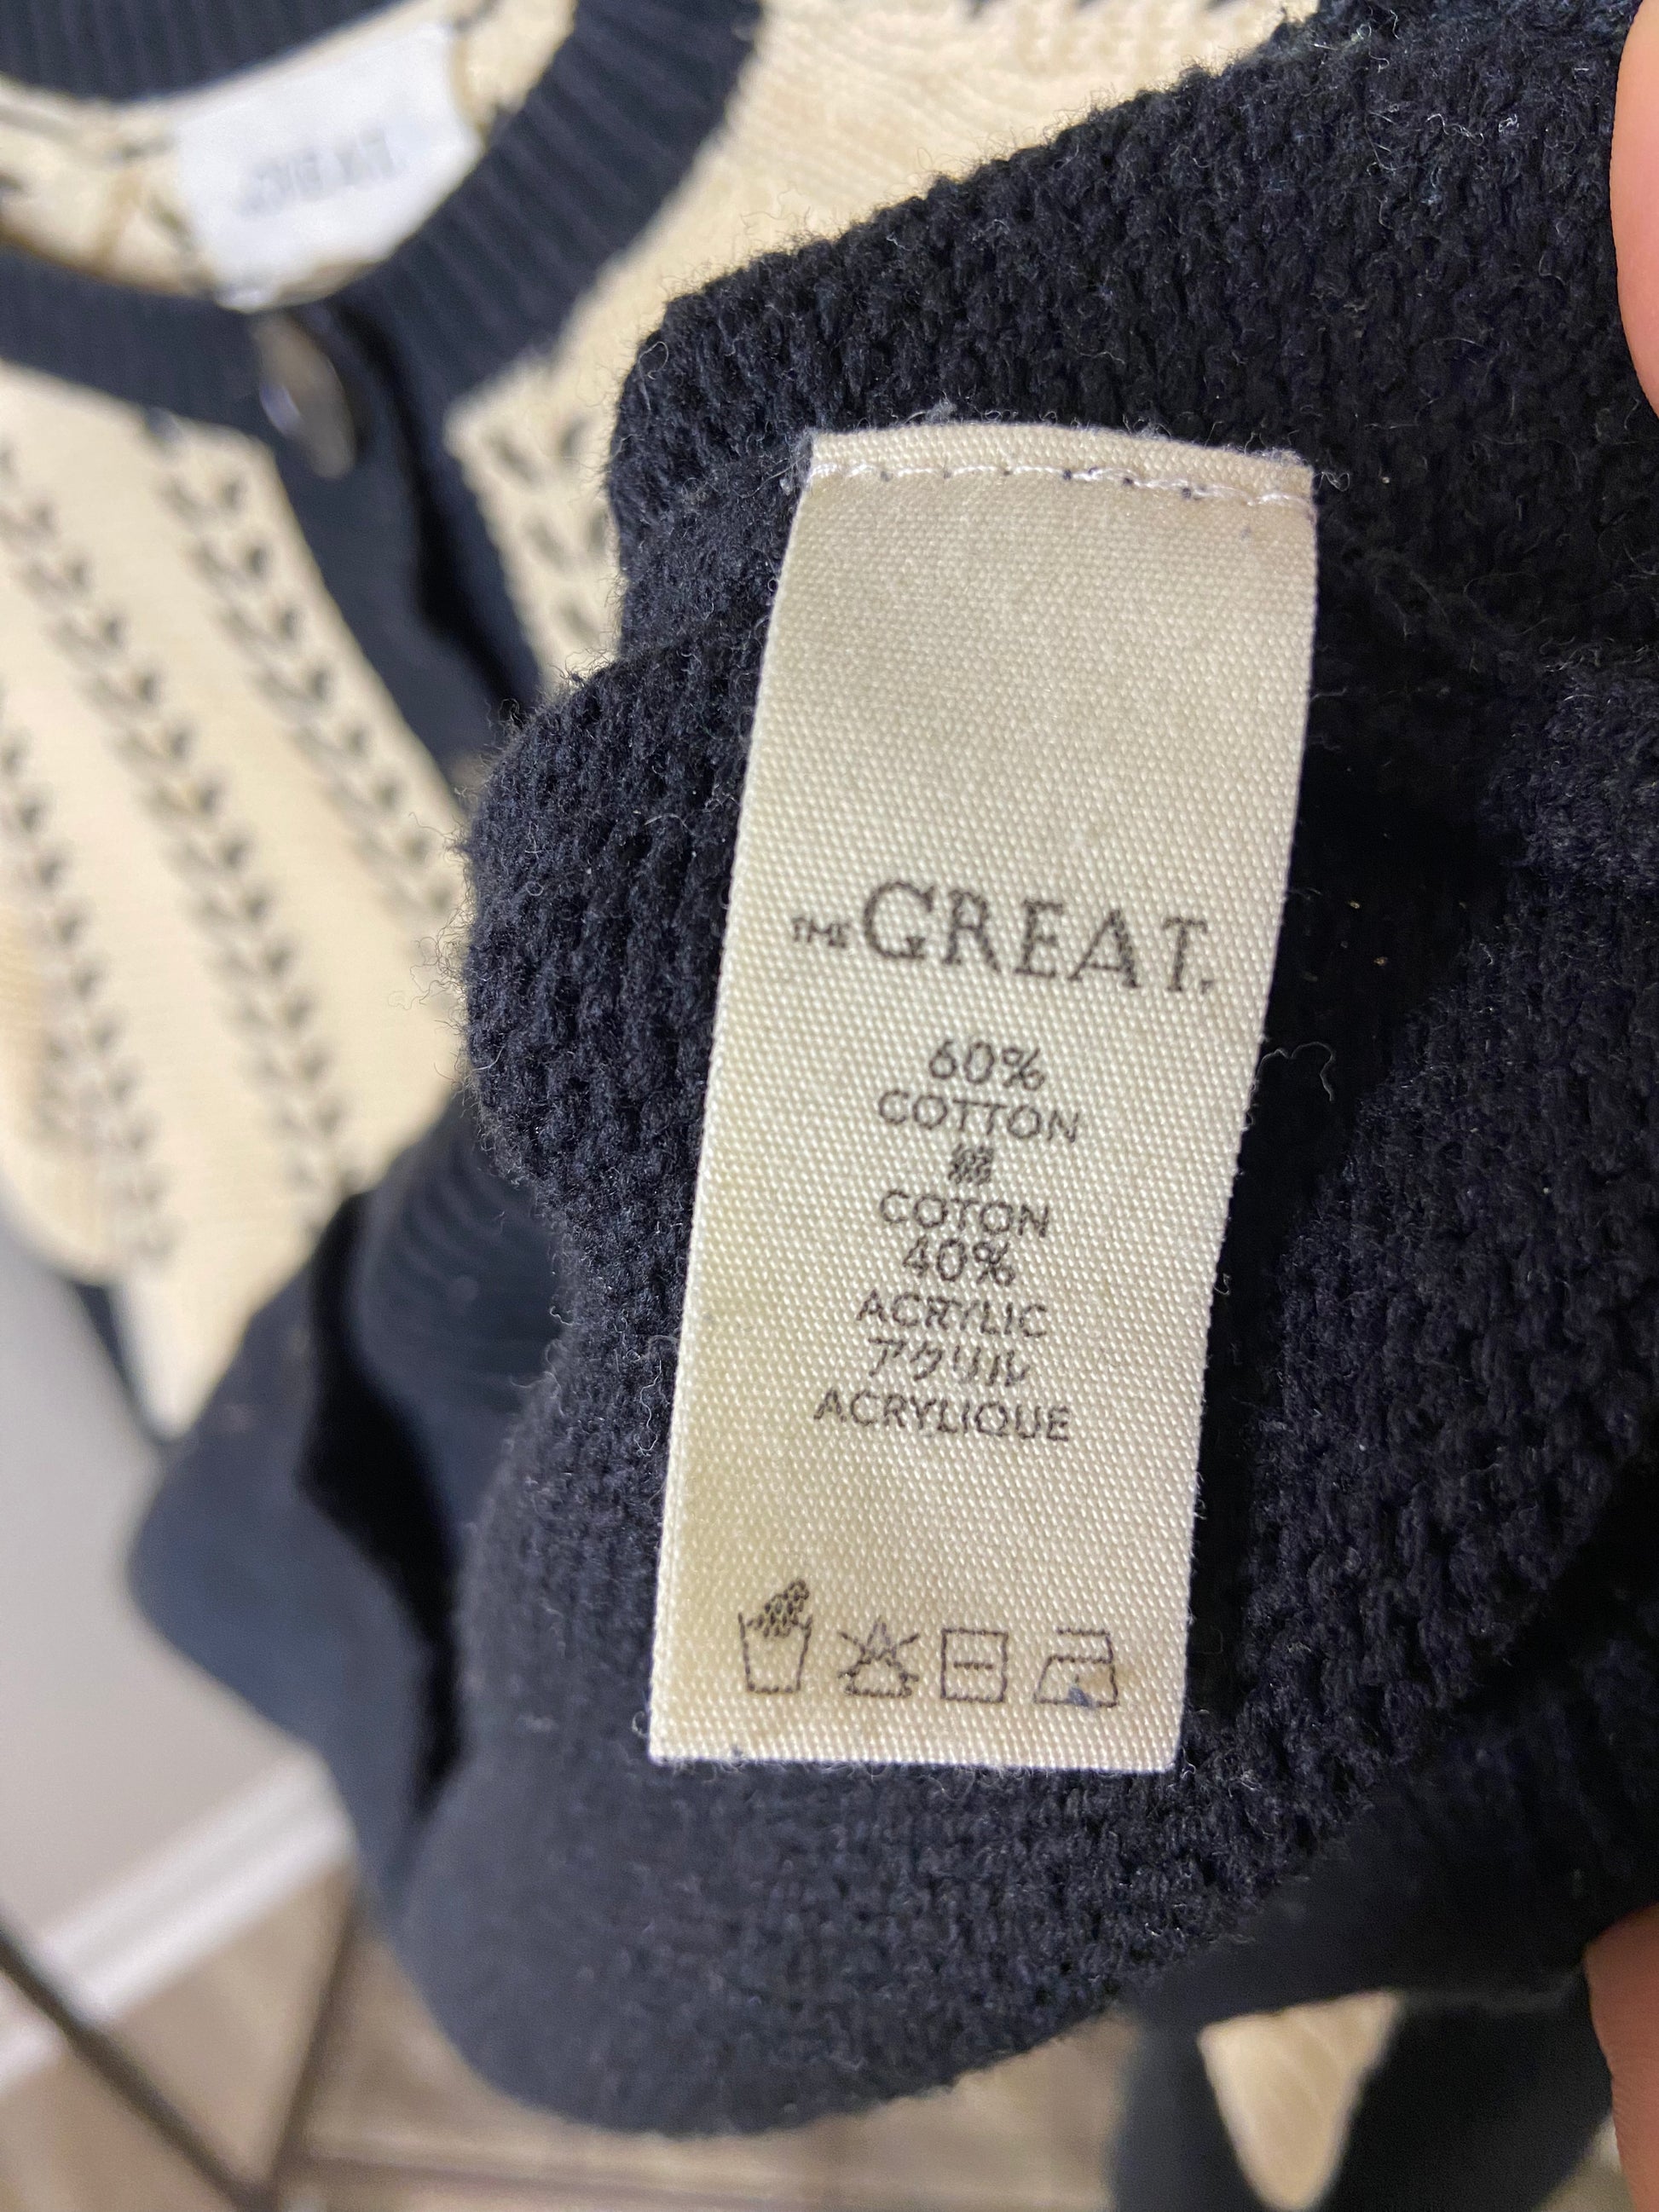 THE GREAT.
60%
COTTON
綿
COTON
40%
ACRYLIC
アクリル
ACRYLIQUE